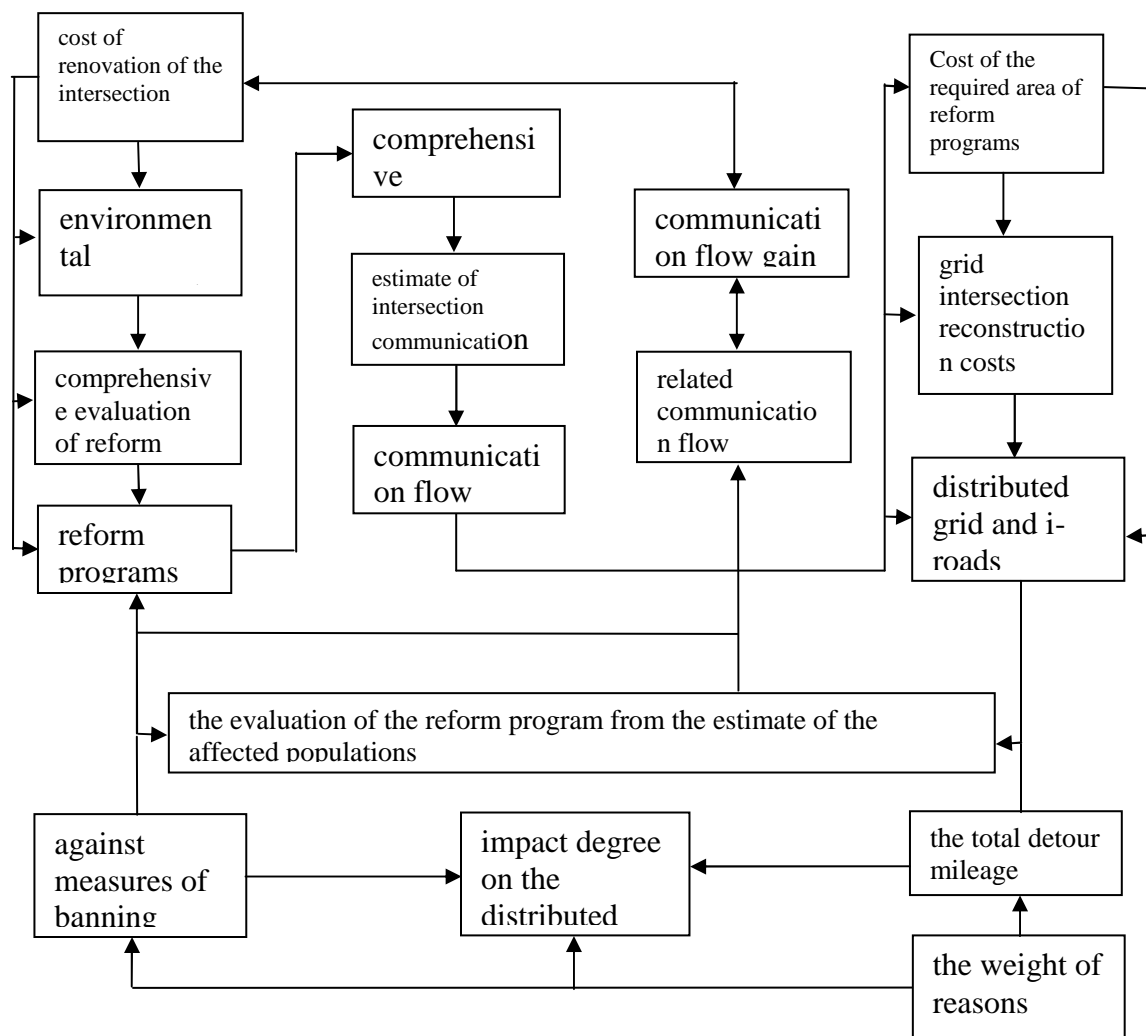 cost of
renovation of the
intersection
environmen
tal
comprehensiv
e evaluation
of reform
reform
programs
comprehensi
ve
estimate of
intersection
communication
communicati
on flow
communicati
on flow gain
related
communicatio
n flow
Cost of the
required area of
reform
programs
grid
intersection
reconstructio
n costs
distributed
grid and i-
roads
the evaluation of the reform program from the estimate of the
affected populations
against
measures of
banning
impact degree
on the
distributed
the total detour
mileage
the weight of
reasons